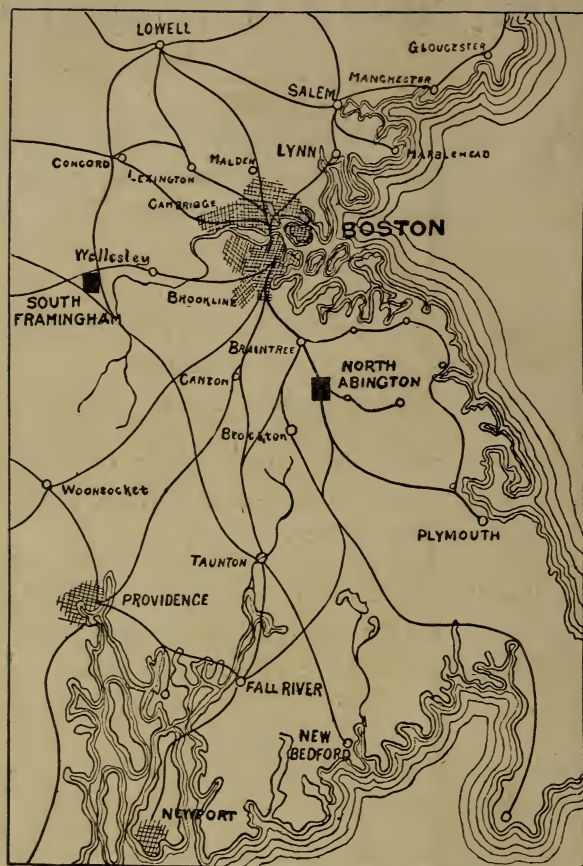 LOWELL
GLOUCESTER
MANCHESTER
SALEM
LYNN
MARBLEHEAD
CONCORD
LEXINGTON
MALDEN
CAMBRIDGE
BOSTON
Wellesley
BROOKLINE
SOUTH
FRAMINGHAM
BRAINTREE
NORTH
ABINGTON
CANTON
BROCKTON
WOONSOCKET
PLYMOUTH
TAUNTON
PROVIDENCE
FALL RIVER
NEW
BEDFORD
NEWPORT